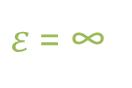 ε = ∞